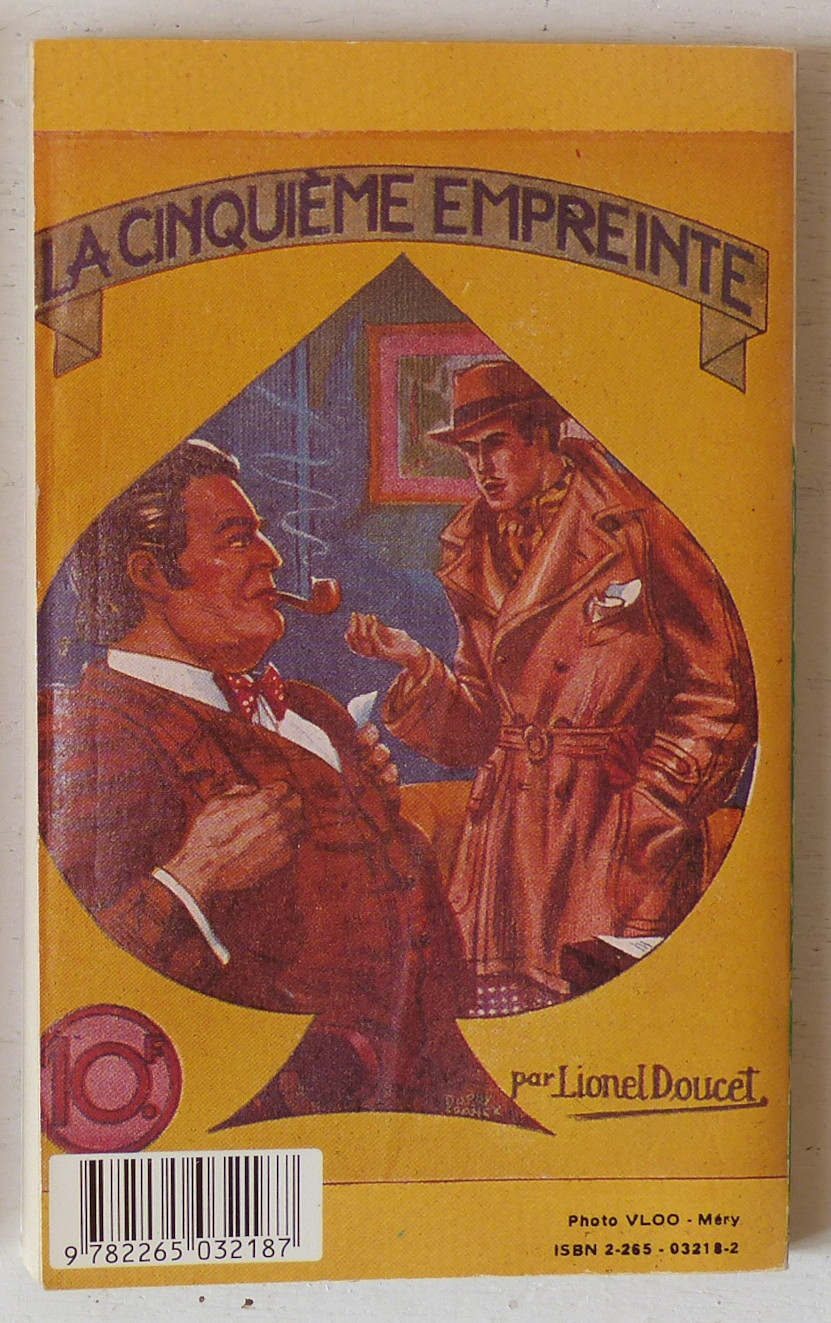 LA CINQUIÈME EMPREINTE
10F.
par Lionel Doucet.
Photo VLOO - Méry
ISBN 2-265-03218-2
9 782265 032187